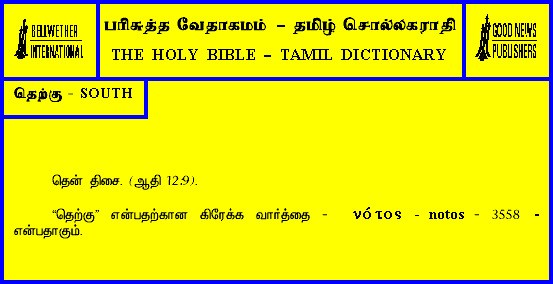 BELLWETHER
INTERNATIONAL
பரிசுத்த வேதாகமம் – தமிழ் சொல்லகராதி
THE HOLY BIBLE – TAMIL DICTIONARY
GOOD NEWS
PUBLISHERS
தெற்கு - SOUTH
தென் திசை. (ஆதி 12:9).
“தெற்கு” என்பதற்கான கிரேக்க வார்த்தை - νότος - notos - 3558 -
என்பதாகும்.